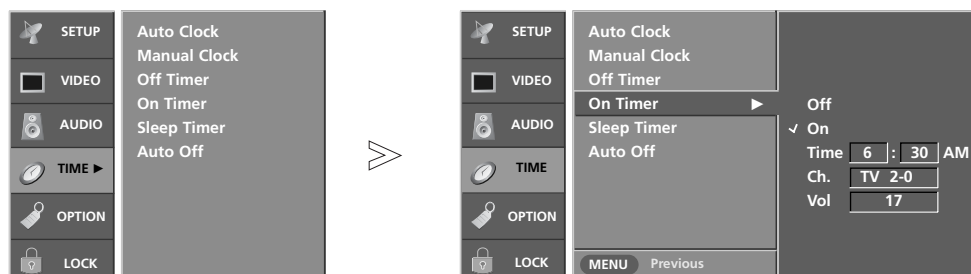 SETUP
VIDEO
AUDIO
TIME ▶
OPTION
LOCK
Auto Clock
Manual Clock
Off Timer
On Timer
Sleep Timer
Auto Off
SETUP
VIDEO
AUDIO
TIME
OPTION
LOCK
Auto Clock
Manual Clock
Off Timer
On Timer ▶
Sleep Timer
Auto Off
MENU Previous
Off
✓ On
Time 6 : 30 AM
Ch. TV 2-0
Vol 17